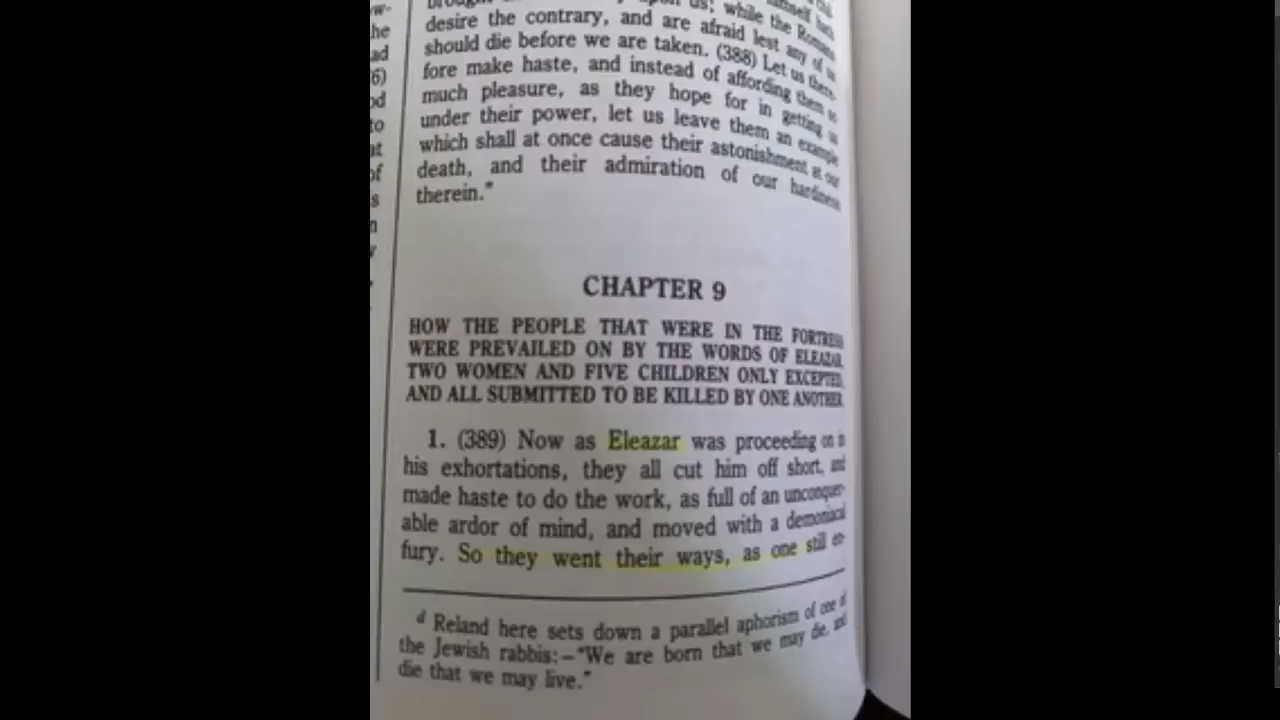 w-
he
ad
6)
od
to
at
of
s
n
desire the contrary, and are afraid lest any of us
should die before we are taken. (388) Let us there-
fore make haste, and instead of affording them so
much pleasure, as they hope for in getting us
under their power, let us leave them an example
which shall at once cause their astonishment at our
death, and their admiration of our hardiness
therein."
CHAPTER 9
HOW THE PEOPLE THAT WERE IN THE FORTRESS
WERE PREVAILED ON BY THE WORDS OF ELEAZAR,
TWO WOMEN AND FIVE CHILDREN ONLY EXCEPTED,
AND ALL SUBMITTED TO BE KILLED BY ONE ANOTHER
1. (389) Now as Eleazar was proceeding on in
his exhortations, they all cut him off short, and
made haste to do the work, as full of an unconquer-
able ardor of mind, and moved with a demoniacal
fury. So they went their ways, as one still en-
d Reland here sets down a parallel aphorism of one of
the Jewish rabbis:—"We are born that we may die, and
die that we may live."